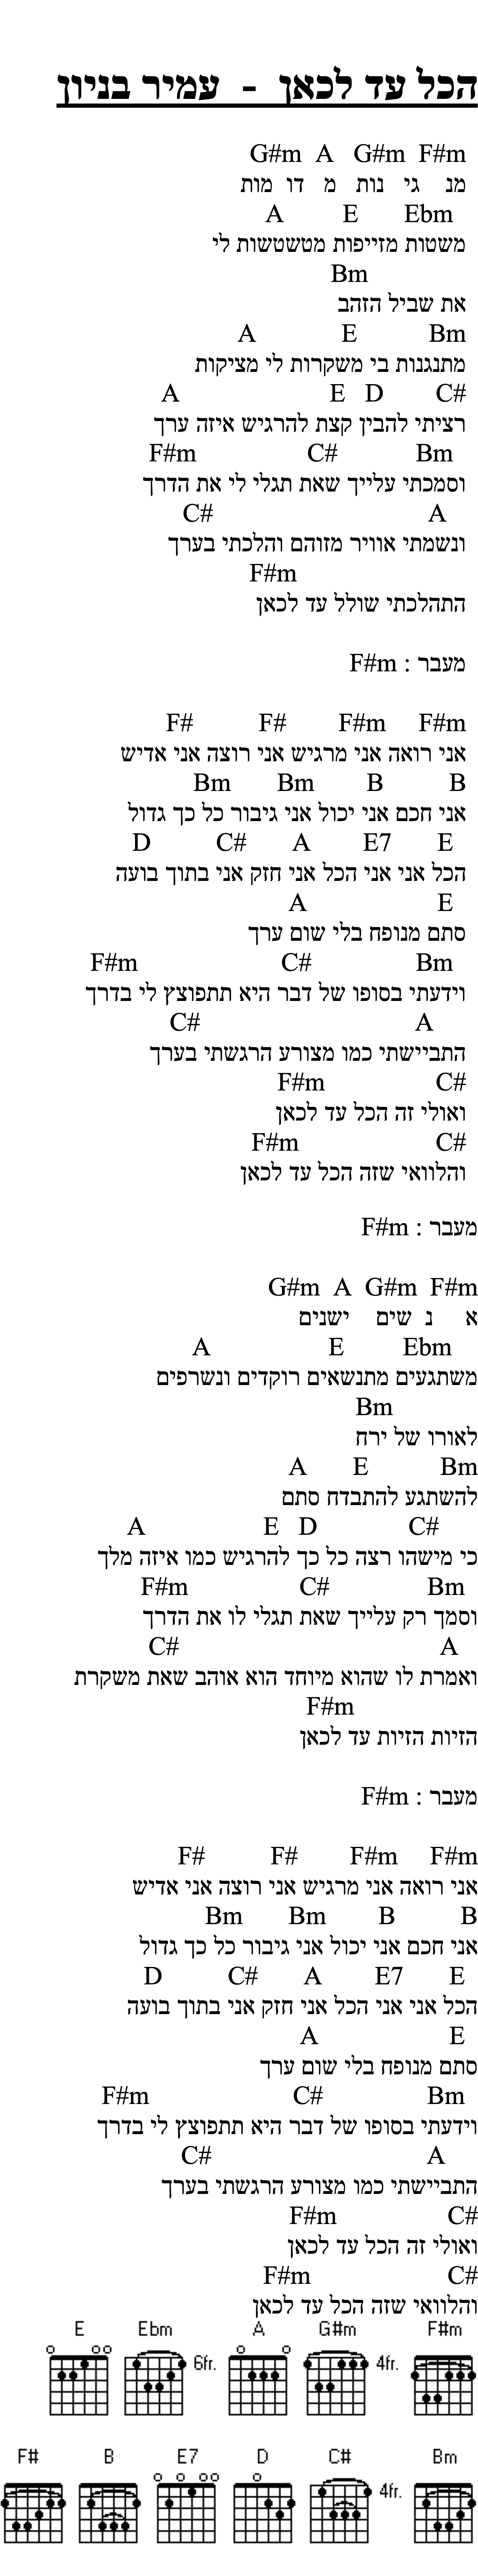 הכל עד לכאן - עמיר בניון
G#m A G#m F#m
מנ גי נות מ דו מות
A E Ebm
משטות מזייפות מטשטשות לי
Bm
את שביל הזהב
A E Bm
מתנגנות בי משקרות לי מציקות
A E D C#
רציתי להבין קצת להרגיש איזה ערך
F#m C# Bm
וסמכתי עלייך שאת תגלי לי את הדרך
C# A
ונשמתי אוויר מזוהם והלכתי בערך
F#m
התהלכתי שולל עד לכאן
מעבר : F#m
F# F# F#m F#m
אני רואה אני מרגיש אני רוצה אני אדיש
Bm Bm B B
אני חכם אני יכול אני גיבור כל כך גדול
D C# A E7 E
הכל אני אני הכל אני חזק אני בתוך בועה
A E
סתם מנופח בלי שום ערך
F#m C# Bm
וידעתי בסופו של דבר היא תתפוצץ לי בדרך
C# A
התביישתי כמו מצורע הרגשתי בערך
F#m C#
ואולי זה הכל עד לכאן
F#m C#
והלוואי שזה הכל עד לכאן
מעבר : F#m
G#m A G#m F#m
א נ שים ישנים
A E Ebm
משתגעים מתנשאים רוקדים ונשרפים
Bm
לאורו של ירח
A E Bm
להשתגע להתבדח סתם
A E D C#
כי מישהו רצה כל כך להרגיש כמו איזה מלך
F#m C# Bm
וסמך רק עלייך שאת תגלי לו את הדרך
C# A
ואמרת לו שהוא מיוחד הוא אוהב שאת משקרת
F#m
הזיות הזיות עד לכאן
מעבר : F#m
F# F# F#m F#m
אני רואה אני מרגיש אני רוצה אני אדיש
Bm Bm B B
אני חכם אני יכול אני גיבור כל כך גדול
D C# A E7 E
הכל אני אני הכל אני חזק אני בתוך בועה
A E
סתם מנופח בלי שום ערך
F#m C# Bm
וידעתי בסופו של דבר היא תתפוצץ לי בדרך
C# A
התביישתי כמו מצורע הרגשתי בערך
F#m C#
ואולי זה הכל עד לכאן
F#m C#
והלוואי שזה הכל עד לכאן
E Ebm A G#m F#m
6fr. 4fr.
F# B E7 D C# Bm
4fr.